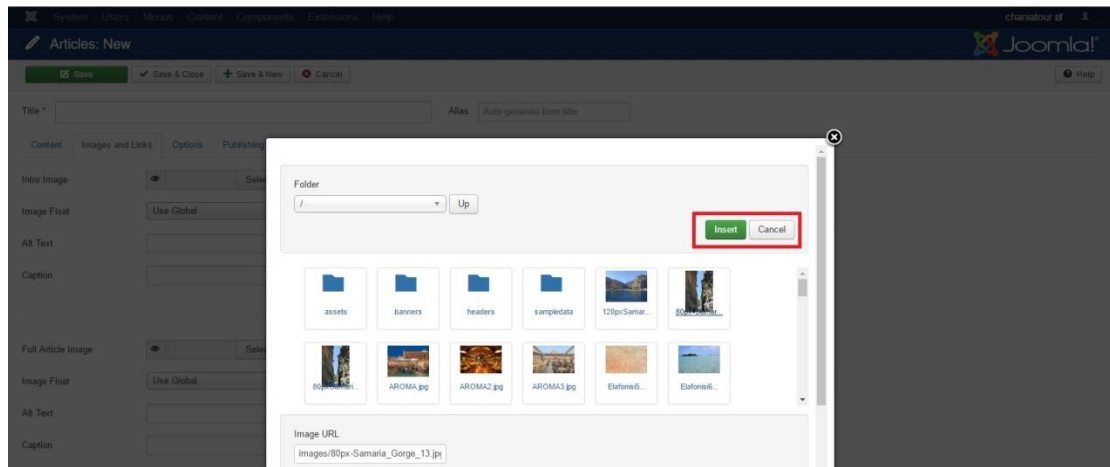 System Users Menus Content Components Extensions Help
chaniatour
Articles: New
Joomla!®
Save
Save & Close
Save & New
Cancel
Help
Title *
Alias
Auto-generate from title
Content
Images and Links
Options
Publishing
Intro Image
Image Float
Use Global
Alt Text
Caption
Full Article Image
Image Float
Use Global
Alt Text
Caption
Folder
/
Up
Insert
Cancel
assets
banners
headers
sampledata
120pxSamar...
AROMA.jpg
AROMA2.jpg
AROMA3.jpg
Elafonisi5...
Elafonisi6...
Image URL
images/80px-Samaria_Gorge_13.jpg